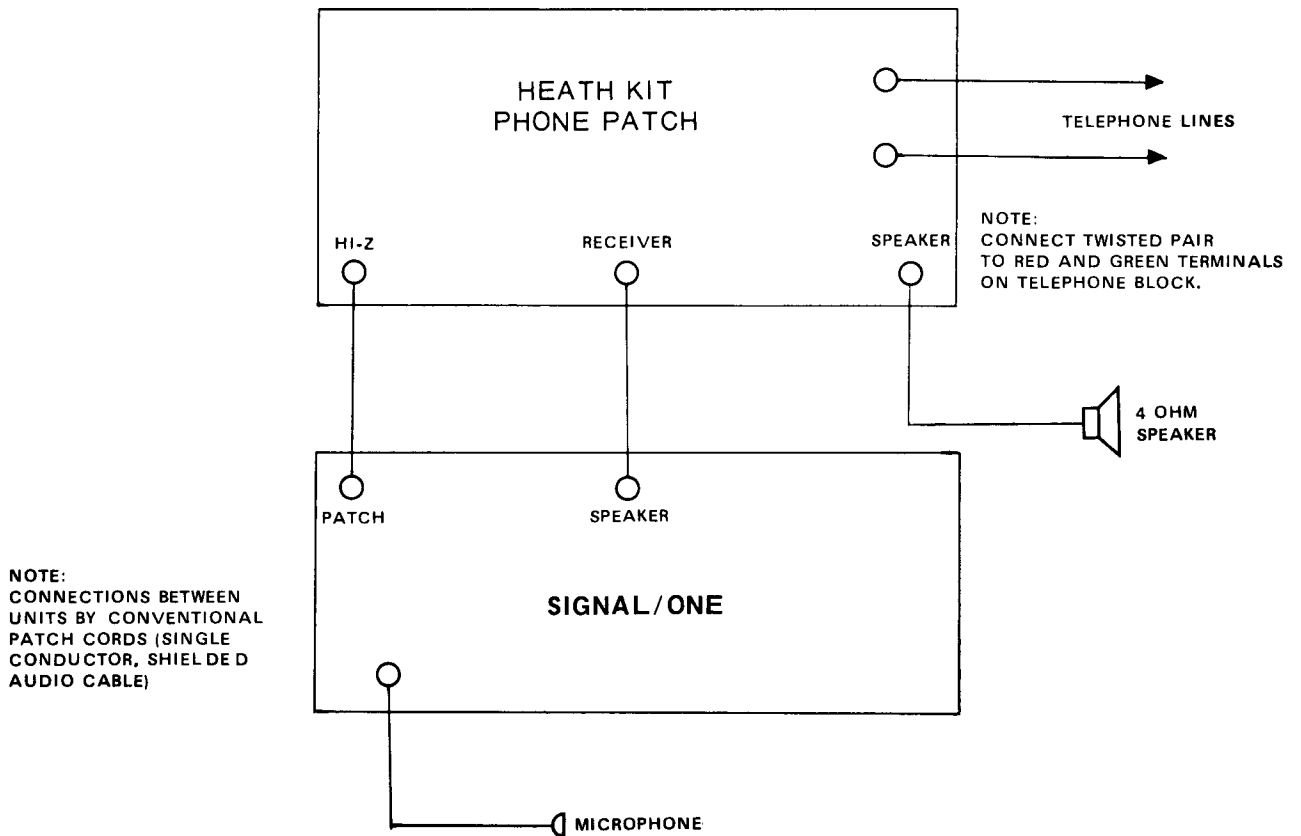 HEATH KIT
PHONE PATCH
TELEPHONE LINES
HI-Z
RECEIVER
SPEAKER
NOTE:
CONNECT TWISTED PAIR
TO RED AND GREEN TERMINALS
ON TELEPHONE BLOCK.
4 OHM
SPEAKER
PATCH
SPEAKER
NOTE:
CONNECTIONS BETWEEN
UNITS BY CONVENTIONAL
PATCH CORDS (SINGLE
CONDUCTOR, SHIELDED
AUDIO CABLE)
SIGNAL/ONE
MICROPHONE